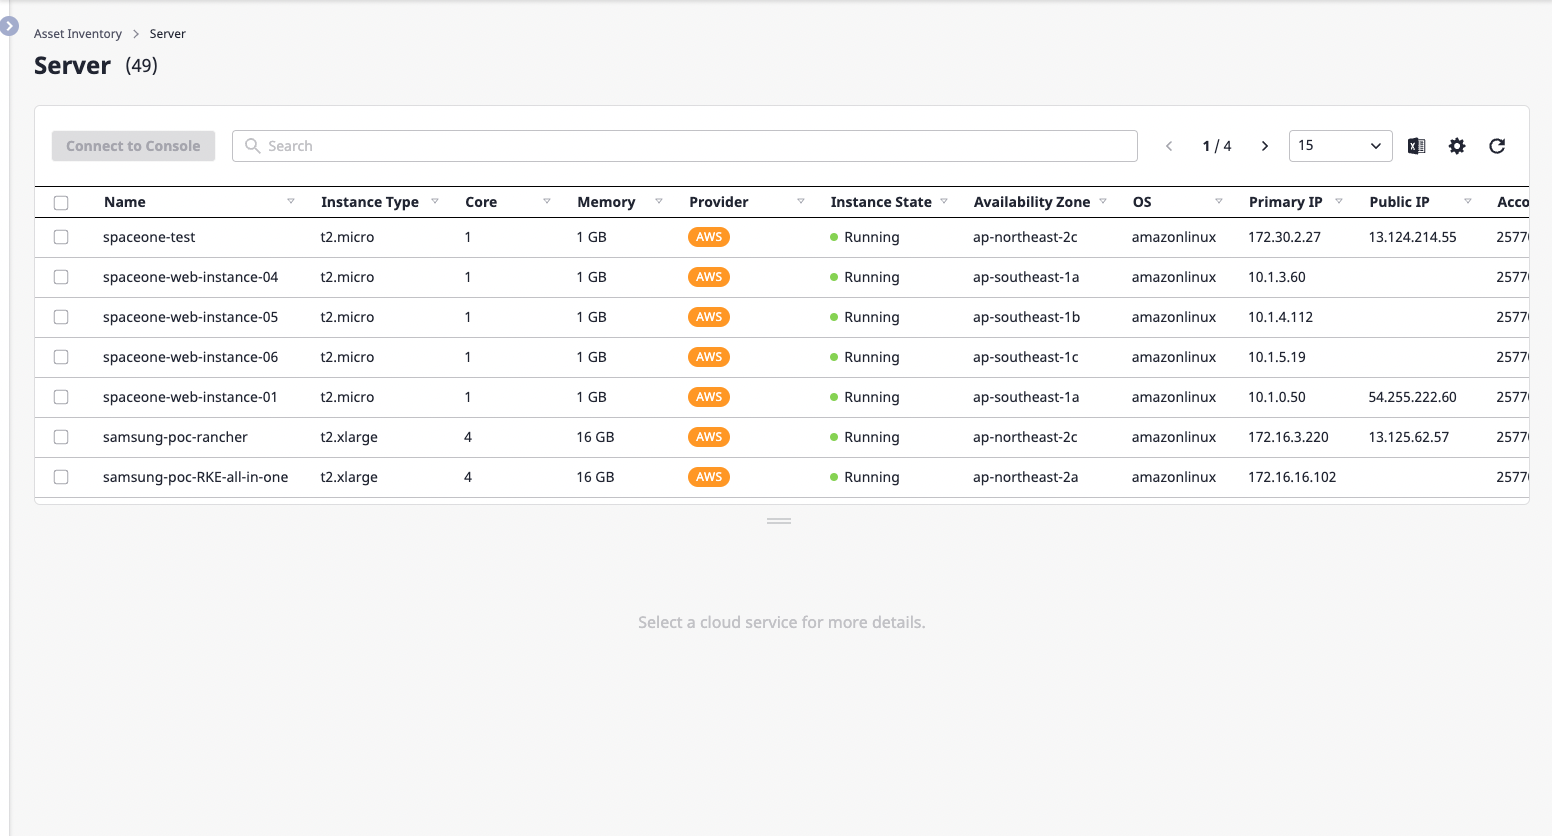 Asset Inventory > Server
Server (49)
Connect to Console Search 1 / 4 15
Name Instance Type Core Memory Provider Instance State Availability Zone OS Primary IP Public IP Acco
spaceone-test t2.micro 1 1 GB AWS Running ap-northeast-2c amazonlinux 172.30.2.27 13.124.214.55 2577
spaceone-web-instance-04 t2.micro 1 1 GB AWS Running ap-southeast-1a amazonlinux 10.1.3.60 2577
spaceone-web-instance-05 t2.micro 1 1 GB AWS Running ap-southeast-1b amazonlinux 10.1.4.112 2577
spaceone-web-instance-06 t2.micro 1 1 GB AWS Running ap-southeast-1c amazonlinux 10.1.5.19 2577
spaceone-web-instance-01 t2.micro 1 1 GB AWS Running ap-southeast-1a amazonlinux 10.1.0.50 54.255.222.60 2577
samsung-poc-rancher t2.xlarge 4 16 GB AWS Running ap-northeast-2c amazonlinux 172.16.3.220 13.125.62.57 2577
samsung-poc-RKE-all-in-one t2.xlarge 4 16 GB AWS Running ap-northeast-2a amazonlinux 172.16.16.102 2577
Select a cloud service for more details.